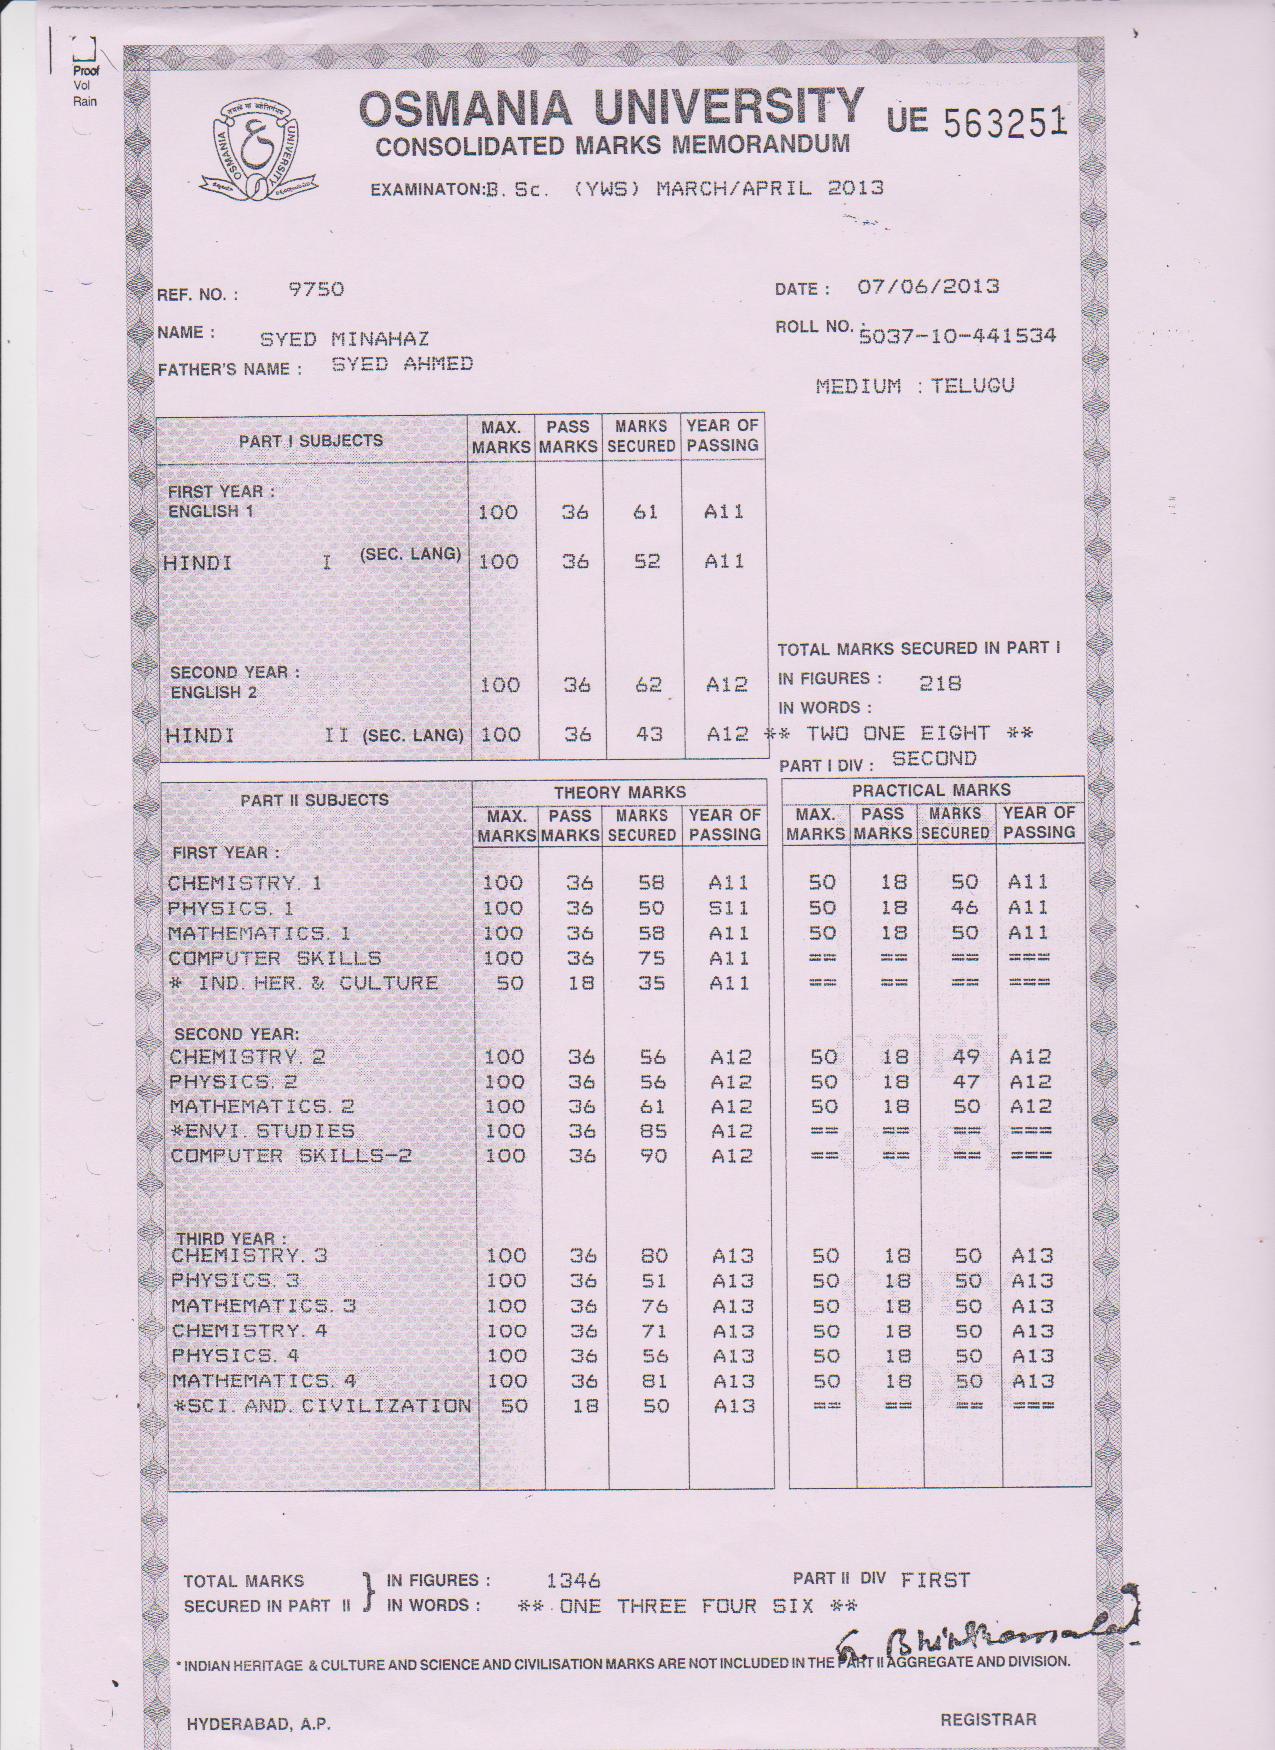 Proof
Vol
Rain
OSMANIA UNIVERSITY UE 563251
CONSOLIDATED MARKS MEMORANDUM
EXAMINATON:B. Sc. (YWS) MARCH/APRIL 2013
OSMANIA UNIVERSITY
REF. NO. : 9750 DATE : 07/06/2013
NAME : SYED MINAHAZ ROLL NO. : 5037-10-441534
FATHER'S NAME : SYED AHMED
MEDIUM : TELUGU
PART I SUBJECTS MAX. MARKS PASS MARKS MARKS SECURED YEAR OF PASSING
FIRST YEAR :
ENGLISH 1 100 36 61 A11
HINDI I (SEC. LANG) 100 36 52 A11
TOTAL MARKS SECURED IN PART I
SECOND YEAR :
ENGLISH 2 100 36 62 A12 IN FIGURES : 218
IN WORDS :
HINDI II (SEC. LANG) 100 36 43 A12 ** TWO ONE EIGHT **
PART I DIV : SECOND
PART II SUBJECTS THEORY MARKS PRACTICAL MARKS
MAX. MARKS PASS MARKS MARKS SECURED YEAR OF PASSING MAX. MARKS PASS MARKS MARKS SECURED YEAR OF PASSING
FIRST YEAR :
CHEMISTRY. 1 100 36 58 A11 50 18 50 A11
PHYSICS. 1 100 36 50 S11 50 18 46 A11
MATHEMATICS. 1 100 36 58 A11 50 18 50 A11
COMPUTER SKILLS 100 36 75 A11 == == == ===
* IND. HER. & CULTURE 50 18 35 A11 == == == ===
SECOND YEAR:
CHEMISTRY. 2 100 36 56 A12 50 18 49 A12
PHYSICS. 2 100 36 56 A12 50 18 47 A12
MATHEMATICS. 2 100 36 61 A12 50 18 50 A12
*ENVI. STUDIES 100 36 85 A12 == == == ===
COMPUTER SKILLS-2 100 36 90 A12 == == == ===
THIRD YEAR :
CHEMISTRY. 3 100 36 80 A13 50 18 50 A13
PHYSICS. 3 100 36 51 A13 50 18 50 A13
MATHEMATICS. 3 100 36 76 A13 50 18 50 A13
CHEMISTRY. 4 100 36 71 A13 50 18 50 A13
PHYSICS. 4 100 36 56 A13 50 18 50 A13
MATHEMATICS. 4 100 36 81 A13 50 18 50 A13
*SCI. AND. CIVILIZATION 50 18 50 A13 == == == ===
TOTAL MARKS IN FIGURES : 1346 PART II DIV FIRST
SECURED IN PART II IN WORDS : ** ONE THREE FOUR SIX **
* INDIAN HERITAGE & CULTURE AND SCIENCE AND CIVILISATION MARKS ARE NOT INCLUDED IN THE PART II AGGREGATE AND DIVISION.
HYDERABAD, A.P. REGISTRAR